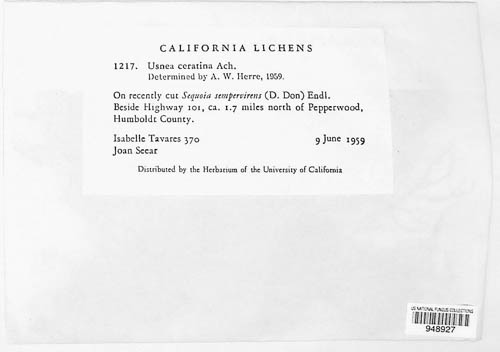 CALIFORNIA LICHENS
1217. Usnea ceratina Ach.
Determined by A. W. Herre, 1959.
On recently cut Sequoia sempervirens (D. Don) Endl.
Beside Highway 101, ca. 1.7 miles north of Pepperwood,
Humboldt County.
Isabelle Tavares 370 9 June 1959
Joan Seear
Distributed by the Herbarium of the University of California
US NATIONAL FUNGUS COLLECTIONS
948927